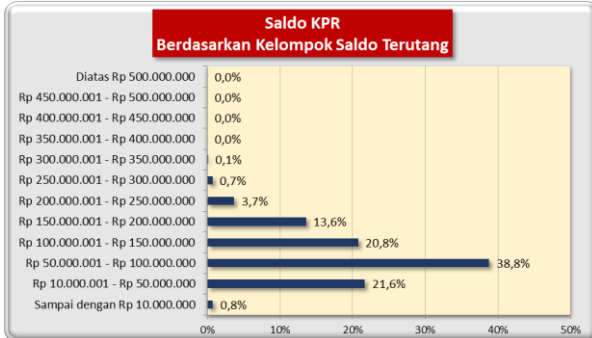 Saldo KPR
Berdasarkan Kelompok Saldo Terutang
Diatas Rp 500.000.000 0,0%
Rp 450.000.001 - Rp 500.000.000 0,0%
Rp 400.000.001 - Rp 450.000.000 0,0%
Rp 350.000.001 - Rp 400.000.000 0,0%
Rp 300.000.001 - Rp 350.000.000 0,1%
Rp 250.000.001 - Rp 300.000.000 0,7%
Rp 200.000.001 - Rp 250.000.000 3,7%
Rp 150.000.001 - Rp 200.000.000 13,6%
Rp 100.000.001 - Rp 150.000.000 20,8%
Rp 50.000.001 - Rp 100.000.000 38,8%
Rp 10.000.001 - Rp 50.000.000 21,6%
Sampai dengan Rp 10.000.000 0,8%
0% 10% 20% 30% 40% 50%